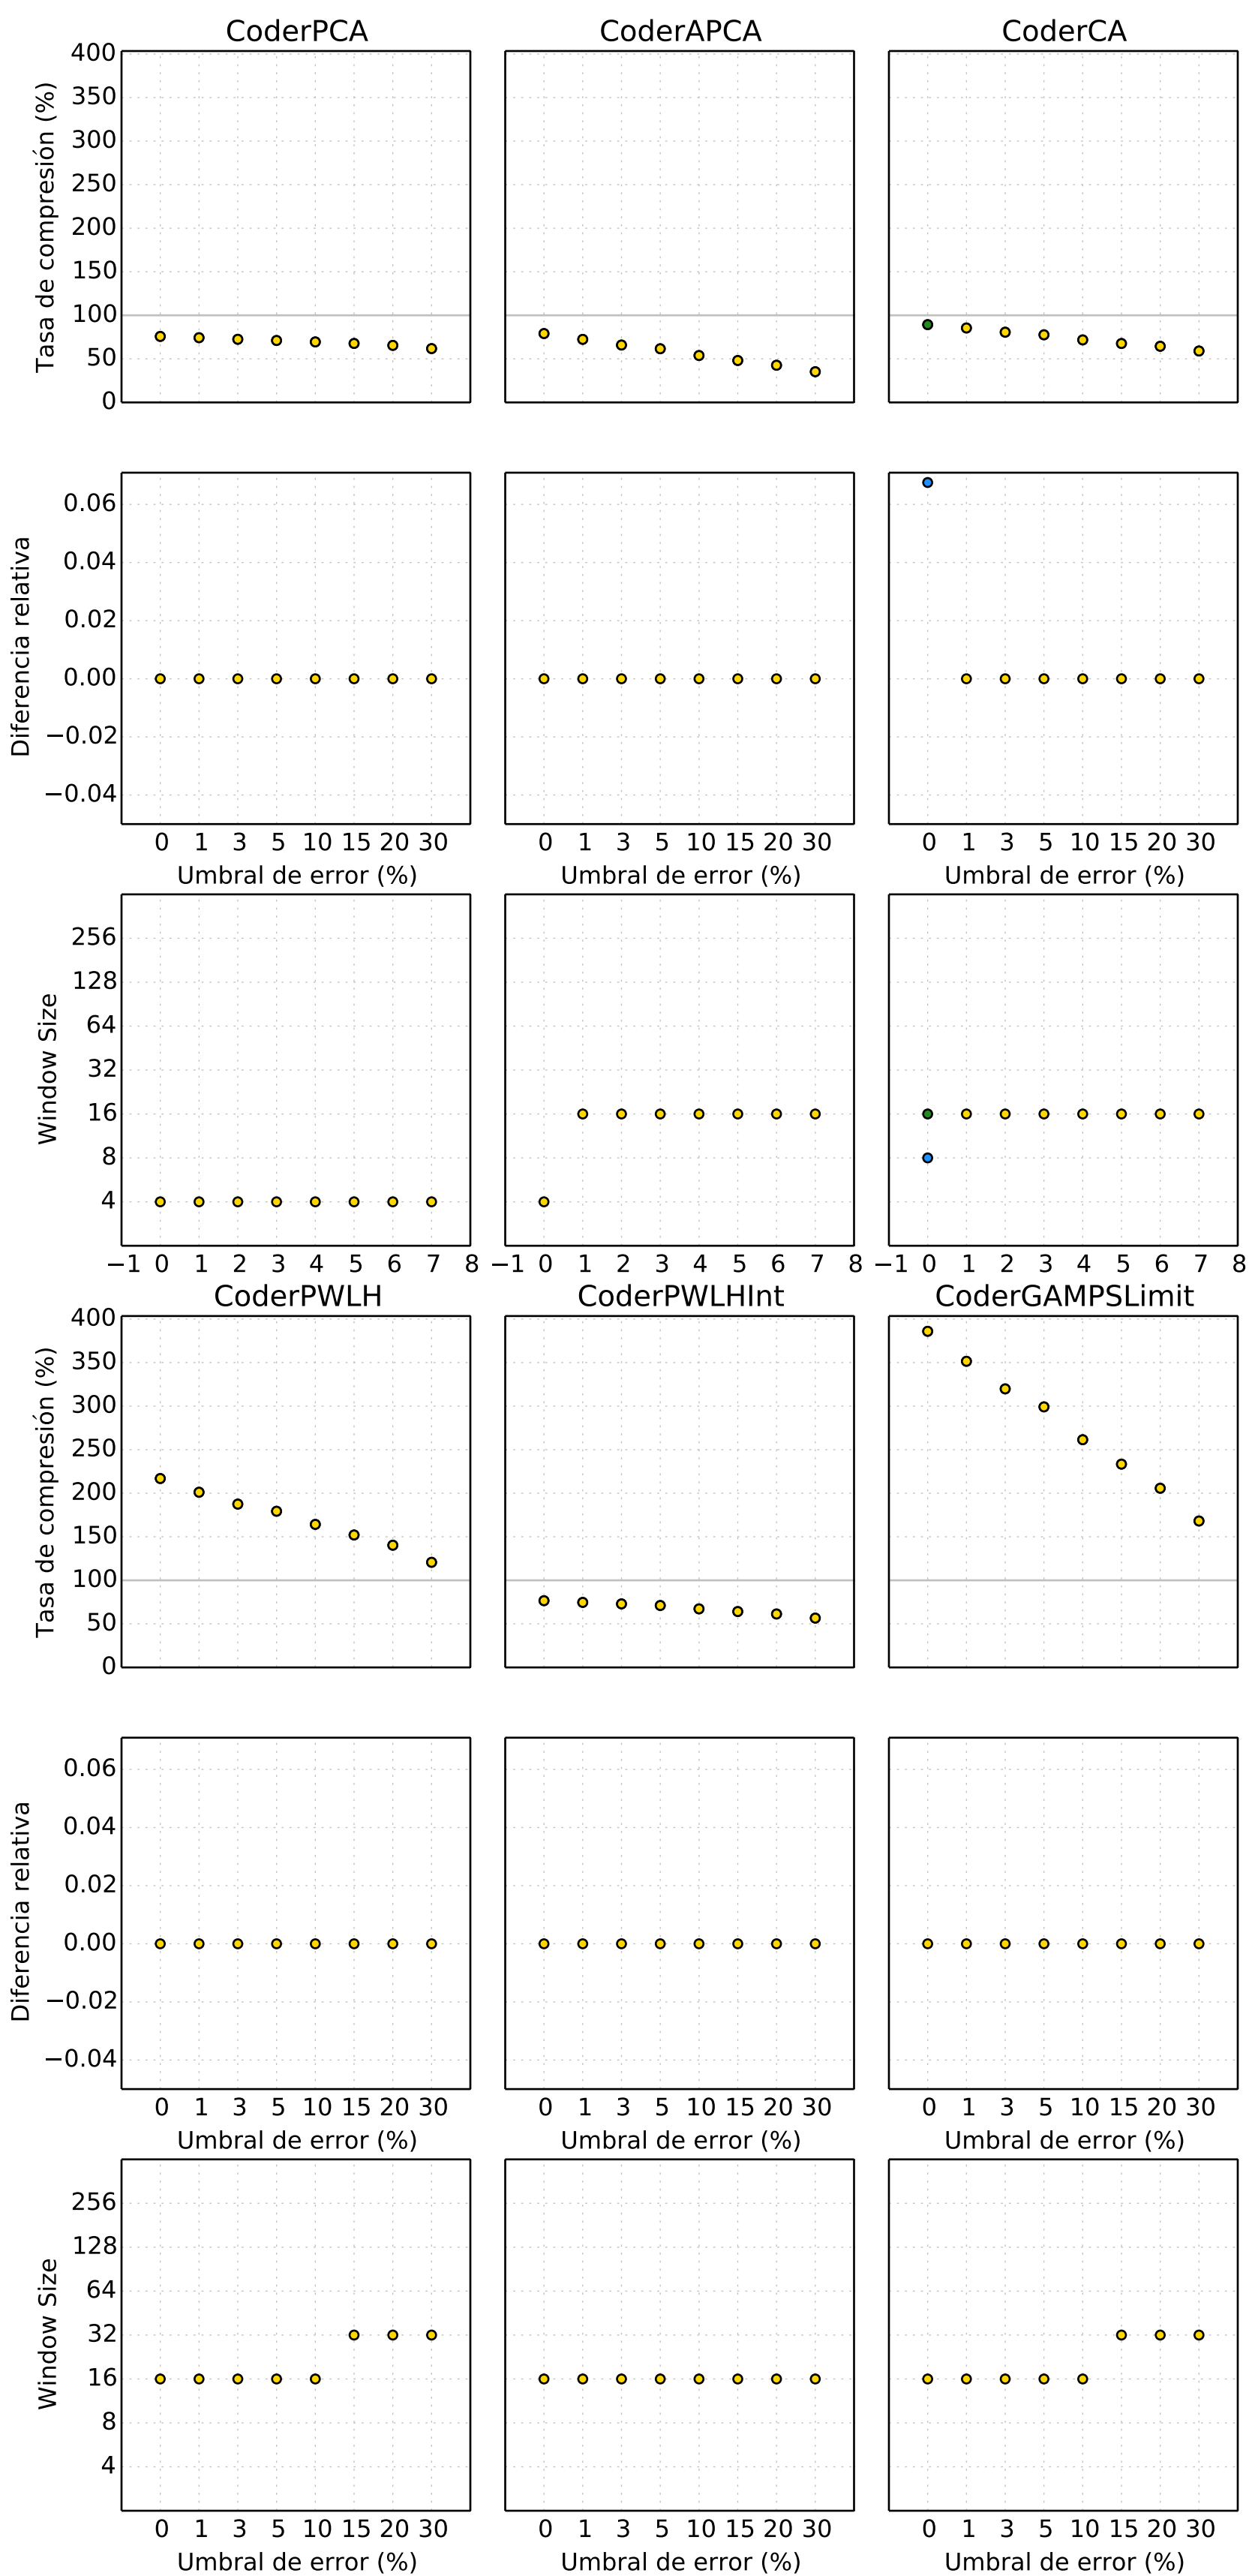 CoderPCA CoderAPCA CoderCA
Tasa de compresión (%)
400
350
300
250
200
150
100
50
0
Diferencia relativa
0.06
0.04
0.02
0.00
−0.02
−0.04
0 1 3 5 10 15 20 30 0 1 3 5 10 15 20 30 0 1 3 5 10 15 20 30
Umbral de error (%) Umbral de error (%) Umbral de error (%)
Window Size
256
128
64
32
16
8
4
−1 0 1 2 3 4 5 6 7 8 −1 0 1 2 3 4 5 6 7 8 −1 0 1 2 3 4 5 6 7 8
CoderPWLH CoderPWLHInt CoderGAMPSLimit
Tasa de compresión (%)
400
350
300
250
200
150
100
50
0
Diferencia relativa
0.06
0.04
0.02
0.00
−0.02
−0.04
0 1 3 5 10 15 20 30 0 1 3 5 10 15 20 30 0 1 3 5 10 15 20 30
Umbral de error (%) Umbral de error (%) Umbral de error (%)
Window Size
256
128
64
32
16
8
4
0 1 3 5 10 15 20 30 0 1 3 5 10 15 20 30 0 1 3 5 10 15 20 30
Umbral de error (%) Umbral de error (%) Umbral de error (%)